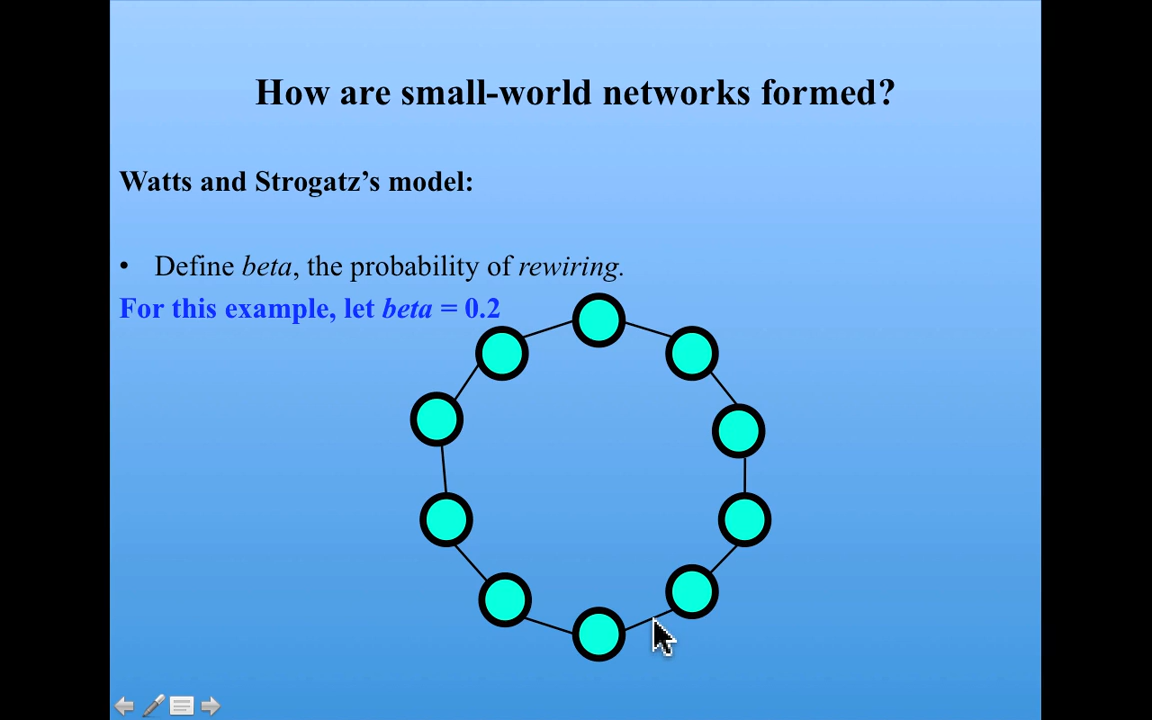 How are small-world networks formed?
Watts and Strogatz’s model:
• Define beta, the probability of rewiring.
For this example, let beta = 0.2